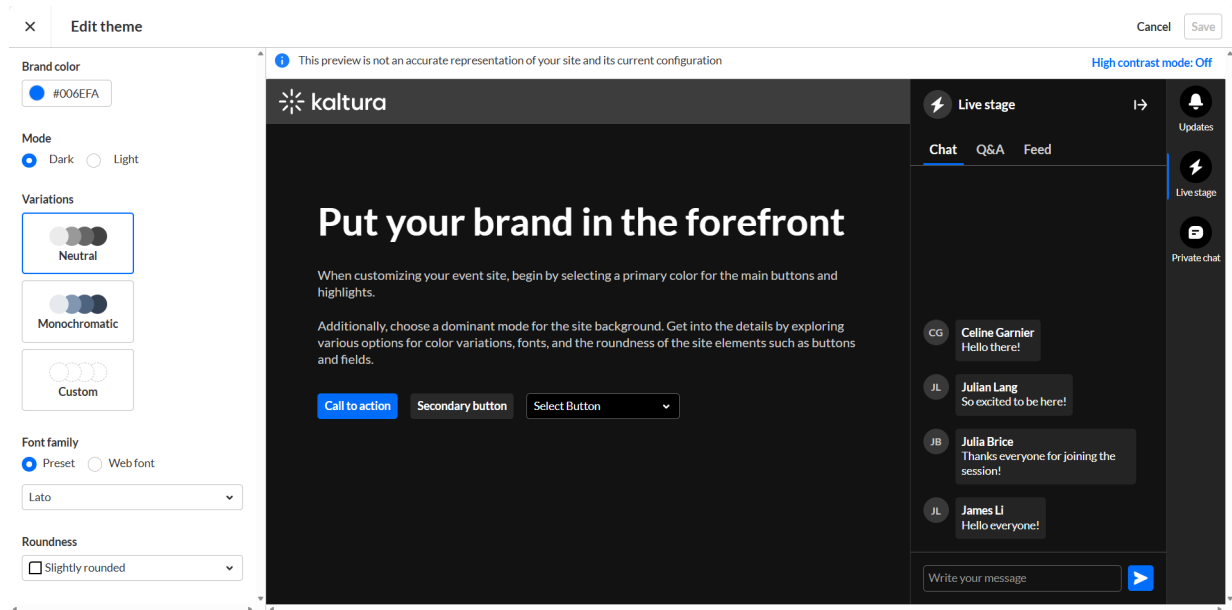 Edit theme
Cancel
Save
Brand color
#006EFA
Mode
Dark
Light
Variations
Neutral
Monochromatic
Custom
Font family
Preset
Web font
Lato
Roundness
Slightly rounded
This preview is not an accurate representation of your site and its current configuration
High contrast mode: Off
kaltura
Put your brand in the forefront
When customizing your event site, begin by selecting a primary color for the main buttons and
highlights.
Additionally, choose a dominant mode for the site background. Get into the details by exploring
various options for color variations, fonts, and the roundness of the site elements such as buttons
and fields.
Call to action
Secondary button
Select Button
Live stage
Chat
Q&A
Feed
CG
Celine Garnier
Hello there!
JL
Julian Lang
So excited to be here!
JB
Julia Brice
Thanks everyone for joining the
session!
JL
James Li
Hello everyone!
Write your message
Updates
Live stage
Private chat